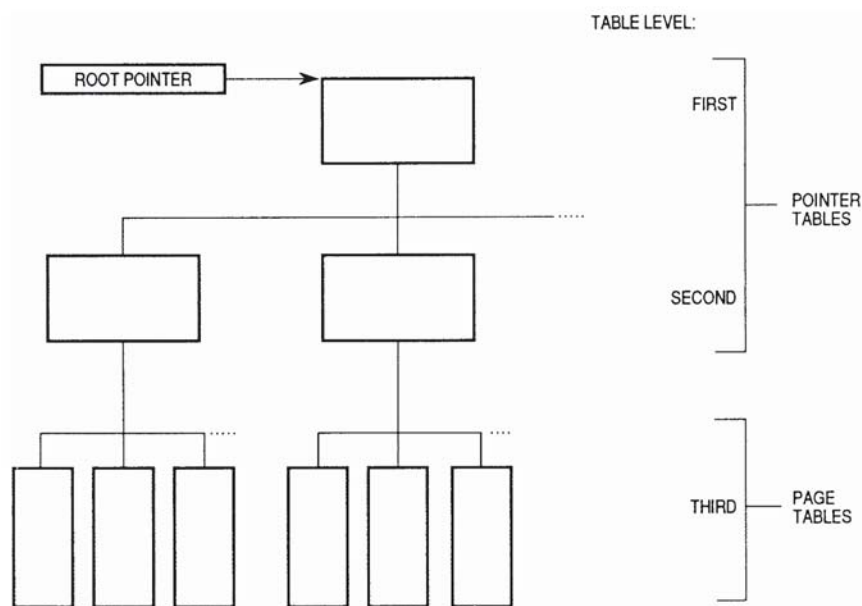 TABLE LEVEL:
ROOT POINTER
FIRST
POINTER
TABLES
SECOND
THIRD
PAGE
TABLES